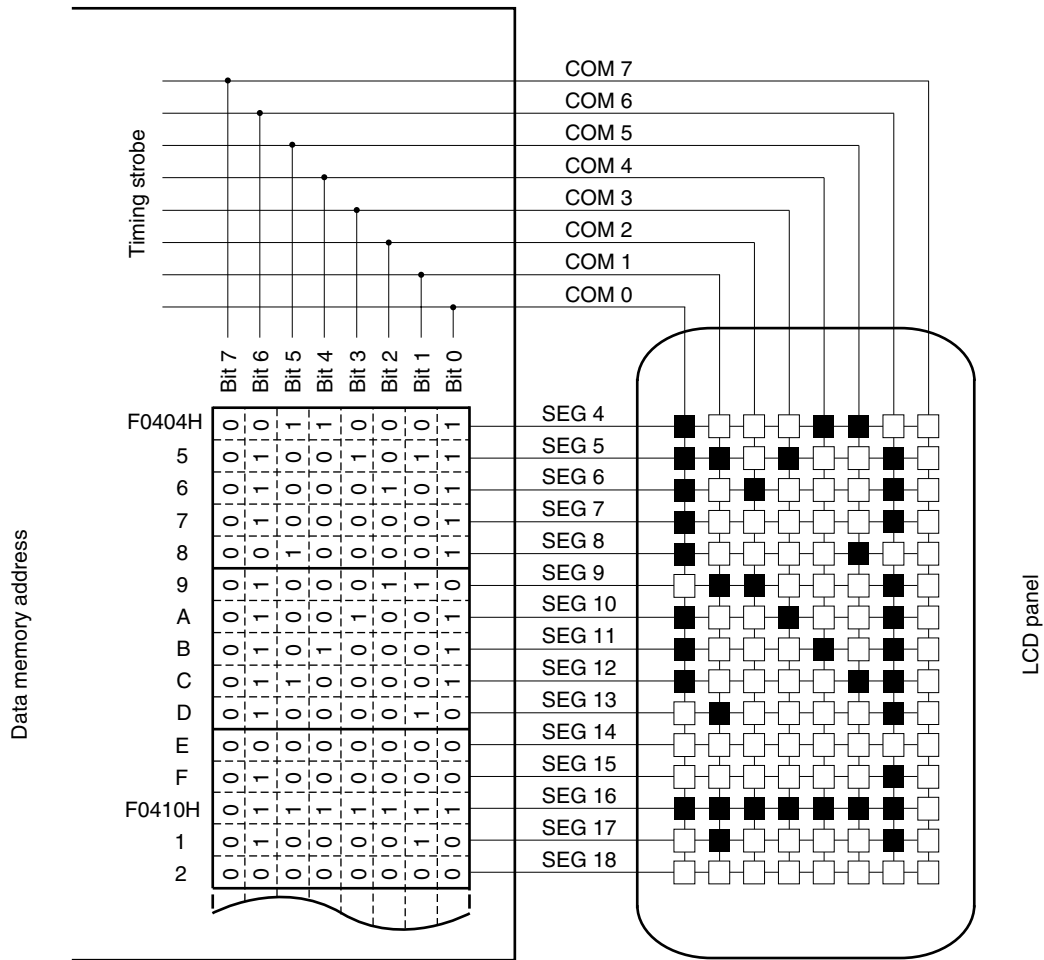 COM 7
COM 6
COM 5
COM 4
COM 3
COM 2
COM 1
COM 0
Timing strobe
Bit 7
Bit 6
Bit 5
Bit 4
Bit 3
Bit 2
Bit 1
Bit 0
F0404H 0 0 1 1 0 0 0 1 SEG 4
5 0 1 0 0 1 0 1 1 SEG 5
6 0 1 0 0 0 1 0 1 SEG 6
7 0 1 0 0 0 0 0 1 SEG 7
8 0 0 1 0 0 0 0 1 SEG 8
9 0 1 0 0 0 1 1 0 SEG 9
A 0 1 0 0 1 0 0 1 SEG 10
B 0 1 0 1 0 0 0 1 SEG 11
C 0 1 1 0 0 0 0 1 SEG 12
D 0 1 0 0 0 0 1 0 SEG 13
E 0 0 0 0 0 0 0 0 SEG 14
F 0 1 0 0 0 0 0 0 SEG 15
F0410H 0 1 1 1 1 1 1 1 SEG 16
1 0 1 0 0 0 0 1 0 SEG 17
2 0 0 0 0 0 0 0 0 SEG 18
Data memory address
LCD panel